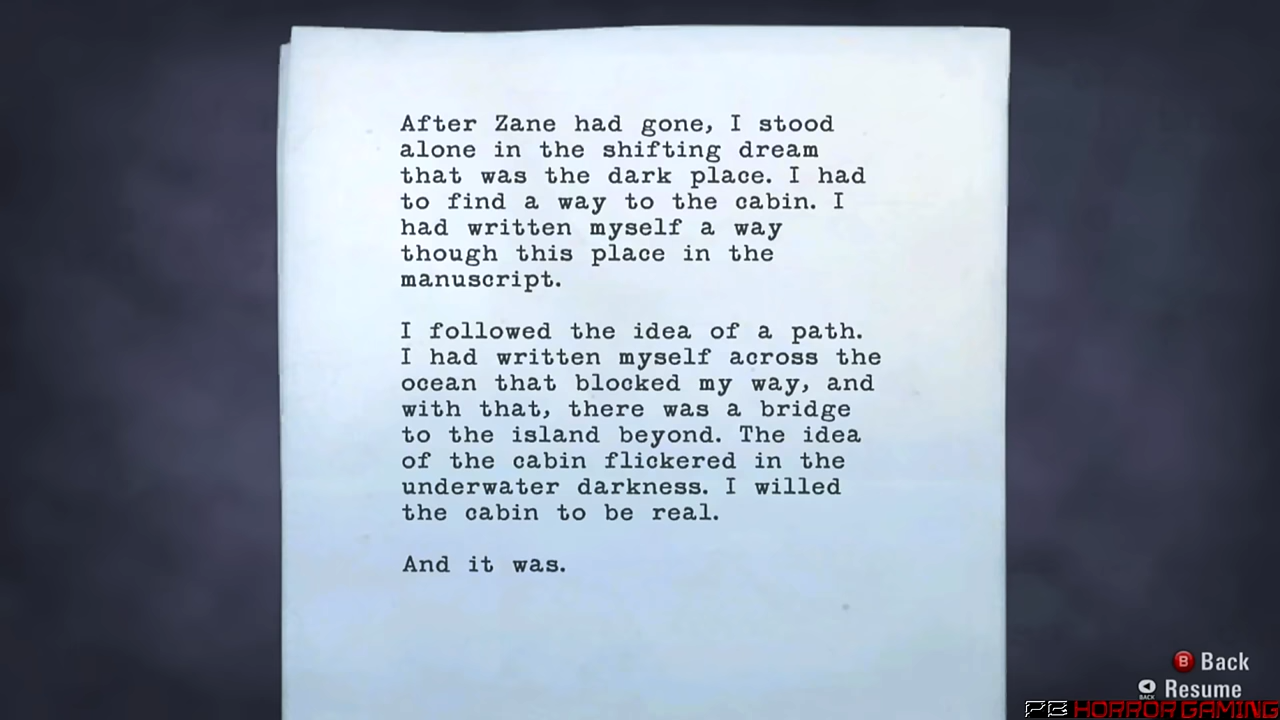 After Zane had gone, I stood
alone in the shifting dream
that was the dark place. I had
to find a way to the cabin. I
had written myself a way
though this place in the
manuscript.
I followed the idea of a path.
I had written myself across the
ocean that blocked my way, and
with that, there was a bridge
to the island beyond. The idea
of the cabin flickered in the
underwater darkness. I willed
the cabin to be real.
And it was.
B Back
BACK Resume
HORROR GAMING